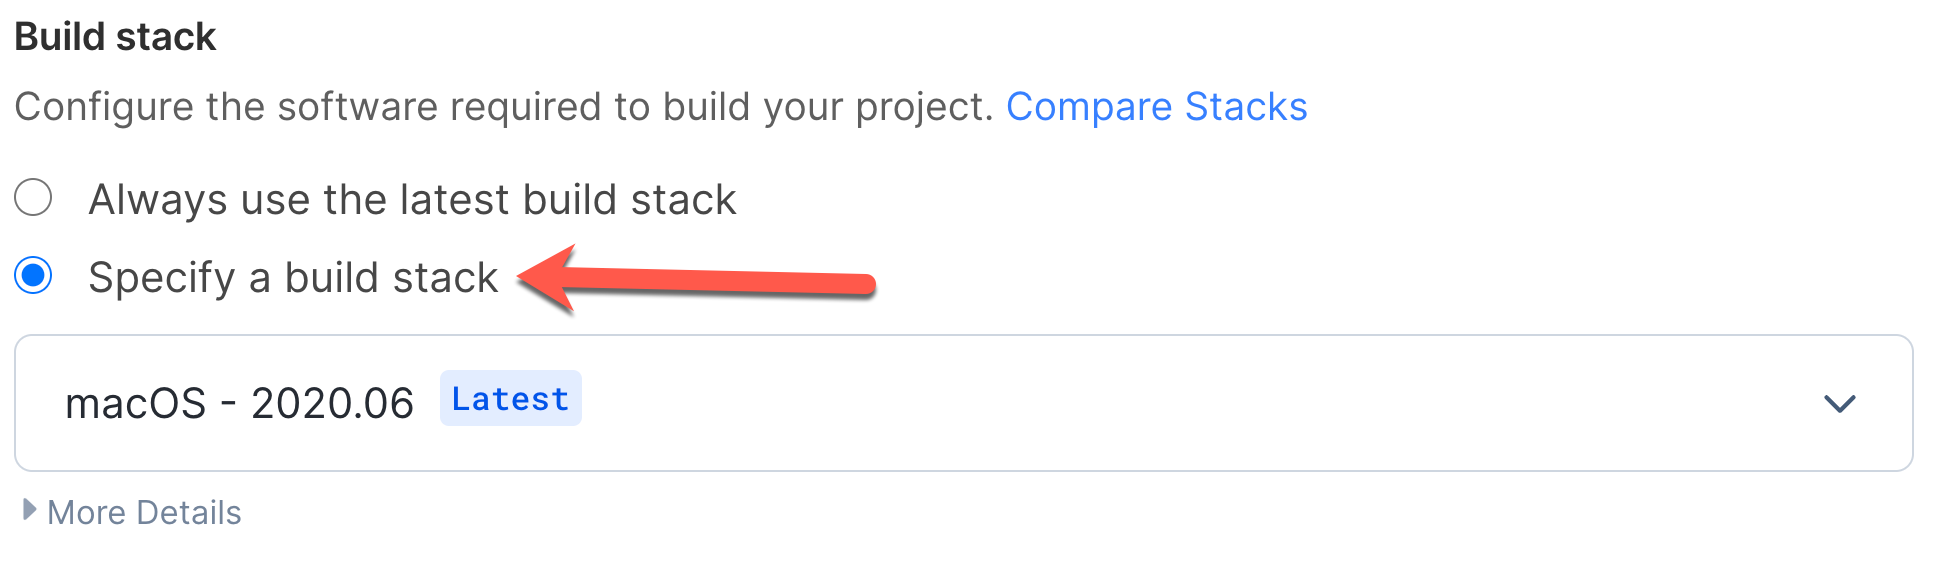 Build stack
Configure the software required to build your project. Compare Stacks
Always use the latest build stack
Specify a build stack
macOS - 2020.06 Latest
More Details